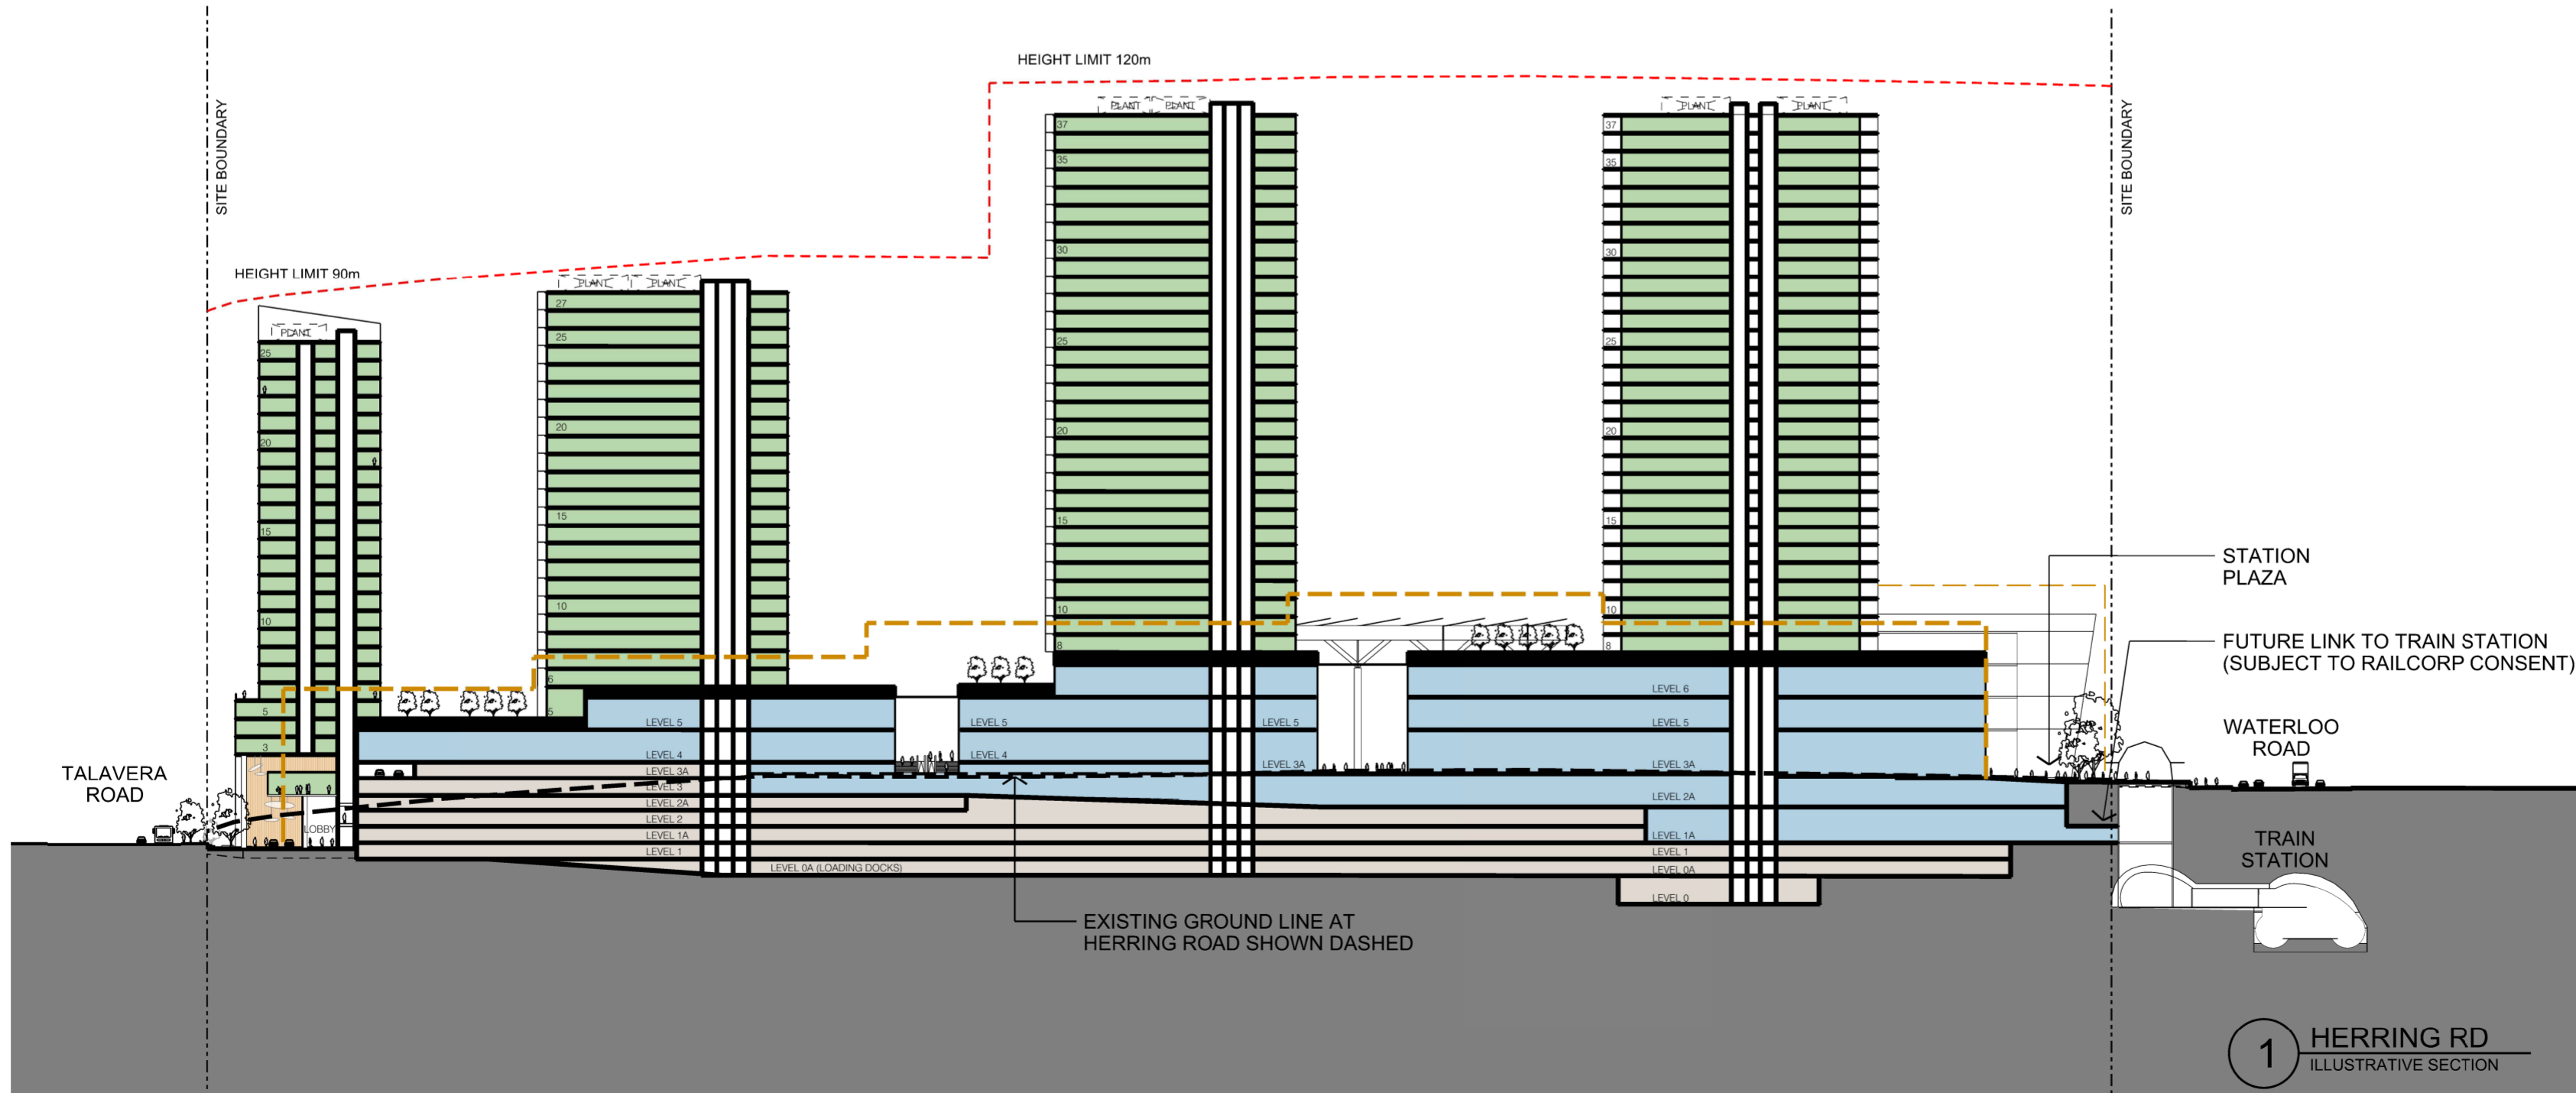 HEIGHT LIMIT 120m
SITE BOUNDARY
SITE BOUNDARY
HEIGHT LIMIT 90m
PLANT PLANT
PLANT PLANT
PLANT PLANT
PLANT
37
35
30
25
20
15
10
8
37
35
30
25
20
15
10
8
27
25
20
15
10
6
5
25
20
15
10
5
3
STATION
PLAZA
FUTURE LINK TO TRAIN STATION
(SUBJECT TO RAILCORP CONSENT)
WATERLOO
ROAD
TALAVERA
ROAD
LEVEL 6
LEVEL 5
LEVEL 5
LEVEL 5
LEVEL 5
LEVEL 4
LEVEL 4
LEVEL 3A
LEVEL 3A
LEVEL 3A
LEVEL 3
LEVEL 2A
LEVEL 2A
LEVEL 2
LOBBY
LEVEL 1A
LEVEL 1A
LEVEL 1
LEVEL 1
LEVEL 0A (LOADING DOCKS)
LEVEL 0A
LEVEL 0
TRAIN
STATION
EXISTING GROUND LINE AT
HERRING ROAD SHOWN DASHED
1 HERRING RD
ILLUSTRATIVE SECTION